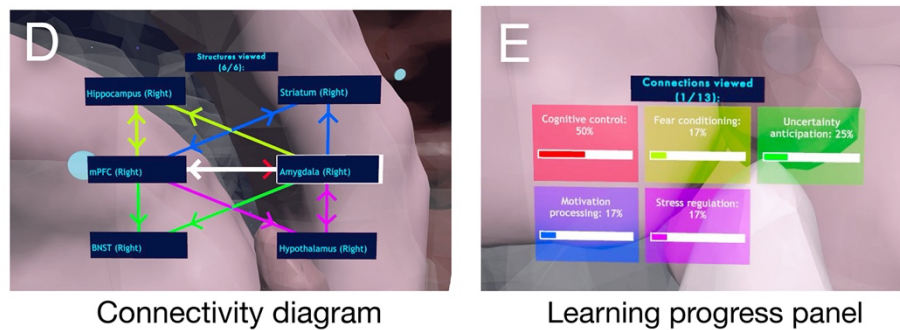 D
Structures viewed
(6/6):
Hippocampus (Right)
Striatum (Right)
mPFC (Right)
Amygdala (Right)
BNST (Right)
Hypothalamus (Right)
Connectivity diagram
E
Connections viewed
(1/13):
Cognitive control:
50%
Fear conditioning:
17%
Uncertainty
anticipation: 25%
Motivation
processing: 17%
Stress regulation:
17%
Learning progress panel